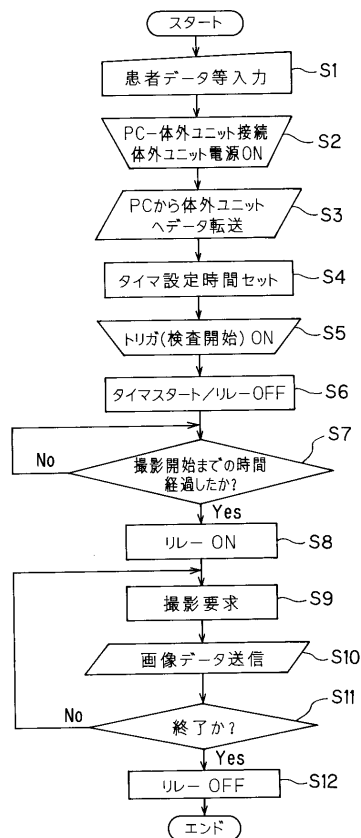 スタート
患者データ等入力
S1
PC－体外ユニット接続
体外ユニット電源ON
S2
PCから体外ユニット
へデータ転送
S3
タイマ設定時間セット
S4
トリガ(検査開始) ON
S5
タイマスタート/リレーOFF
S6
S7
No
撮影開始までの時間
経過したか?
Yes
リレー ON
S8
撮影要求
S9
画像データ送信
S10
S11
No
終了か?
Yes
リレー OFF
S12
エンド